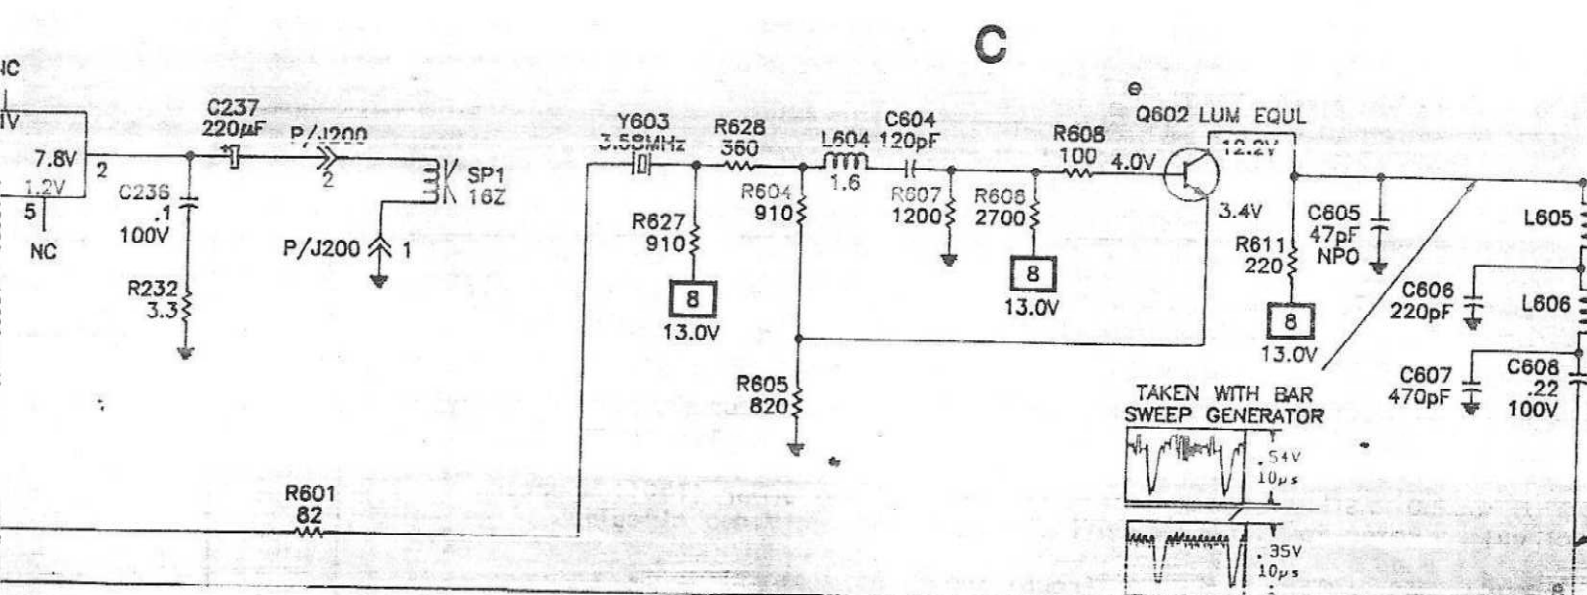 C
NC
C237
220µF
P/J200
2
7.8V
2
1.2V
5
NC
C236
.1
100V
R232
3.3
SP1
16Z
P/J200
1
Y603
3.58MHz
R628
360
L604
1.6
C604
120pF
R627
910
8
13.0V
R604
910
R607
1200
R606
2700
8
13.0V
R608
100
4.0V
Q602 LUM EQUL
12.2V
3.4V
R611
220
8
13.0V
C605
47pF
NPO
L605
C606
220pF
L606
C607
470pF
C608
.22
100V
R605
820
TAKEN WITH BAR
SWEEP GENERATOR
.54V
10µs
.35V
10µs
R601
82